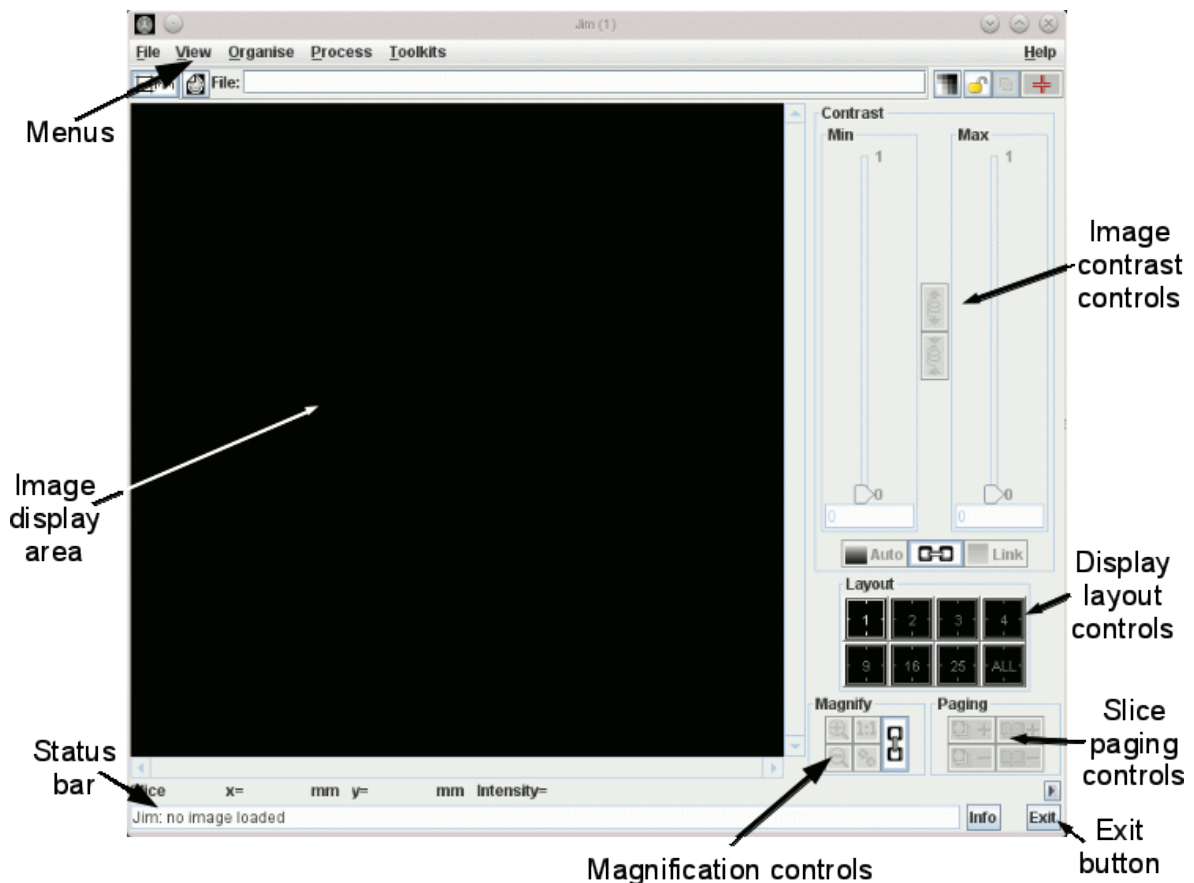 Jim (1)
File View Organise Process Toolkits Help
File:
Menus
Contrast
Min Max
1 1
Image
contrast
controls
0 0
0 0
Auto Link
Image
display
area
Layout
1 2 3 4
9 16 25 ALL
Display
layout
controls
Magnify Paging
1:1
Slice
paging
controls
Status
bar
x= mm y= mm Intensity=
Jim: no image loaded
Info Exit
Exit
button
Magnification controls